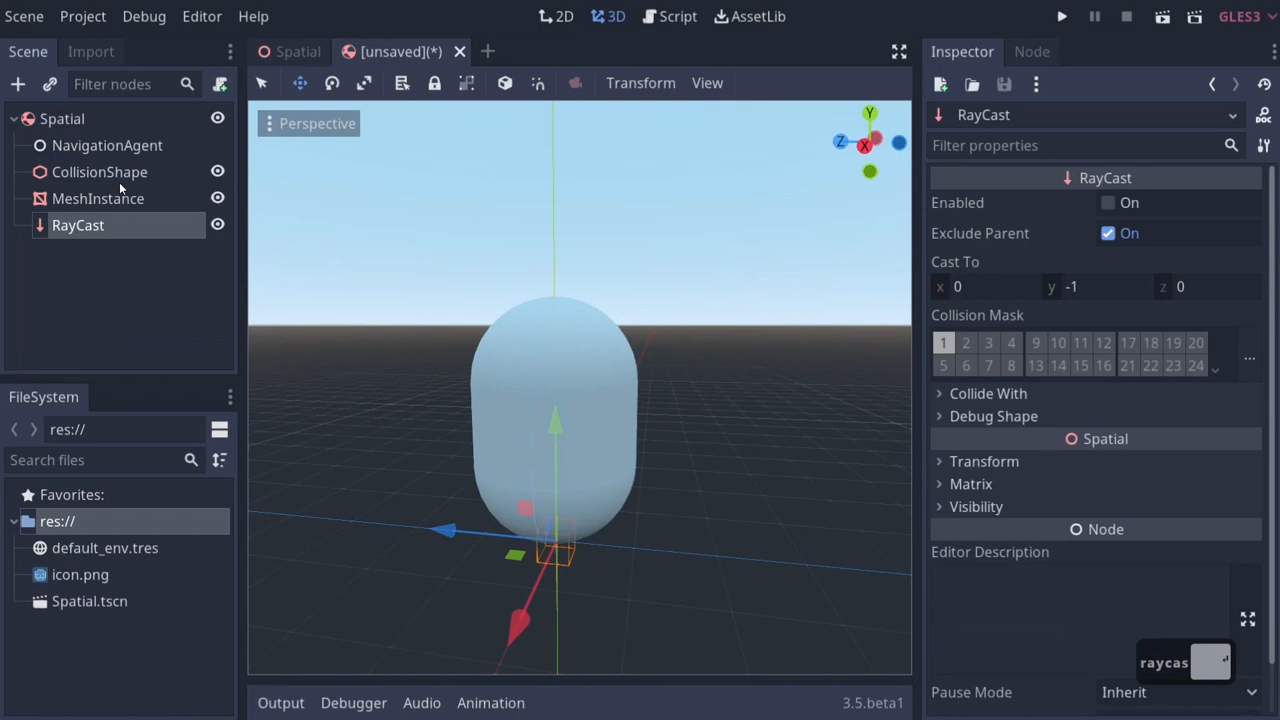 Scene Project Debug Editor Help 2D 3D Script AssetLib GLES3
Scene Import Spatial [unsaved](*) Inspector Node
Filter nodes Transform View
Spatial Perspective Y Z X RayCast
NavigationAgent Filter properties
CollisionShape RayCast
MeshInstance Enabled On
RayCast Exclude Parent On
Cast To
x 0 y -1 z 0
Collision Mask
1 2 3 4 9 10 11 12 17 18 19 20
5 6 7 8 13 14 15 16 21 22 23 24 ...
Collide With
FileSystem Debug Shape
res:// Spatial
Search files Transform
Favorites: Matrix
res:// Visibility
Node
default_env.tres Editor Description
icon.png
Spatial.tscn
raycas
Output Debugger Audio Animation 3.5.beta1 Pause Mode Inherit